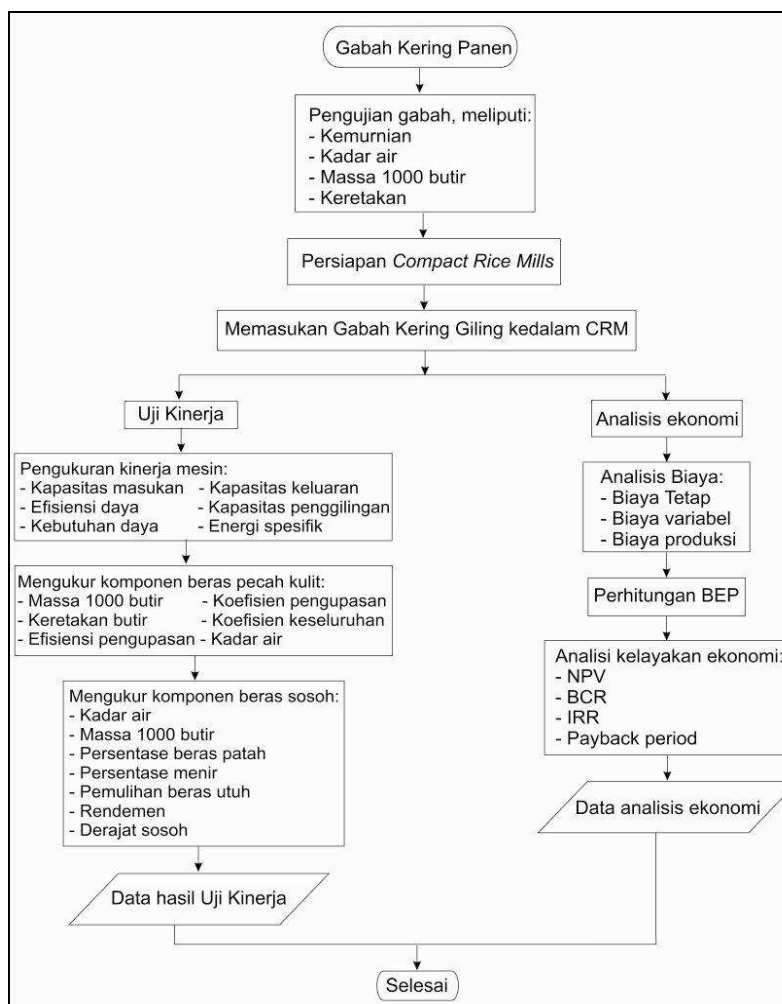 Gabah Kering Panen
Pengujian gabah, meliputi:
- Kemurnian
- Kadar air
- Massa 1000 butir
- Keretakan
Persiapan Compact Rice Mills
Memasukan Gabah Kering Giling kedalam CRM
Uji Kinerja
Pengukuran kinerja mesin:
- Kapasitas masukan - Kapasitas keluaran
- Efisiensi daya - Kapasitas penggilingan
- Kebutuhan daya - Energi spesifik
Mengukur komponen beras pecah kulit:
- Massa 1000 butir - Koefisien pengupasan
- Keretakan butir - Koefisien keseluruhan
- Efisiensi pengupasan - Kadar air
Mengukur komponen beras sosoh:
- Kadar air
- Massa 1000 butir
- Persentase beras patah
- Persentase menir
- Pemulihan beras utuh
- Rendemen
- Derajat sosoh
Data hasil Uji Kinerja
Analisis ekonomi
Analisis Biaya:
- Biaya Tetap
- Biaya variabel
- Biaya produksi
Perhitungan BEP
Analisi kelayakan ekonomi:
- NPV
- BCR
- IRR
- Payback period
Data analisis ekonomi
Selesai